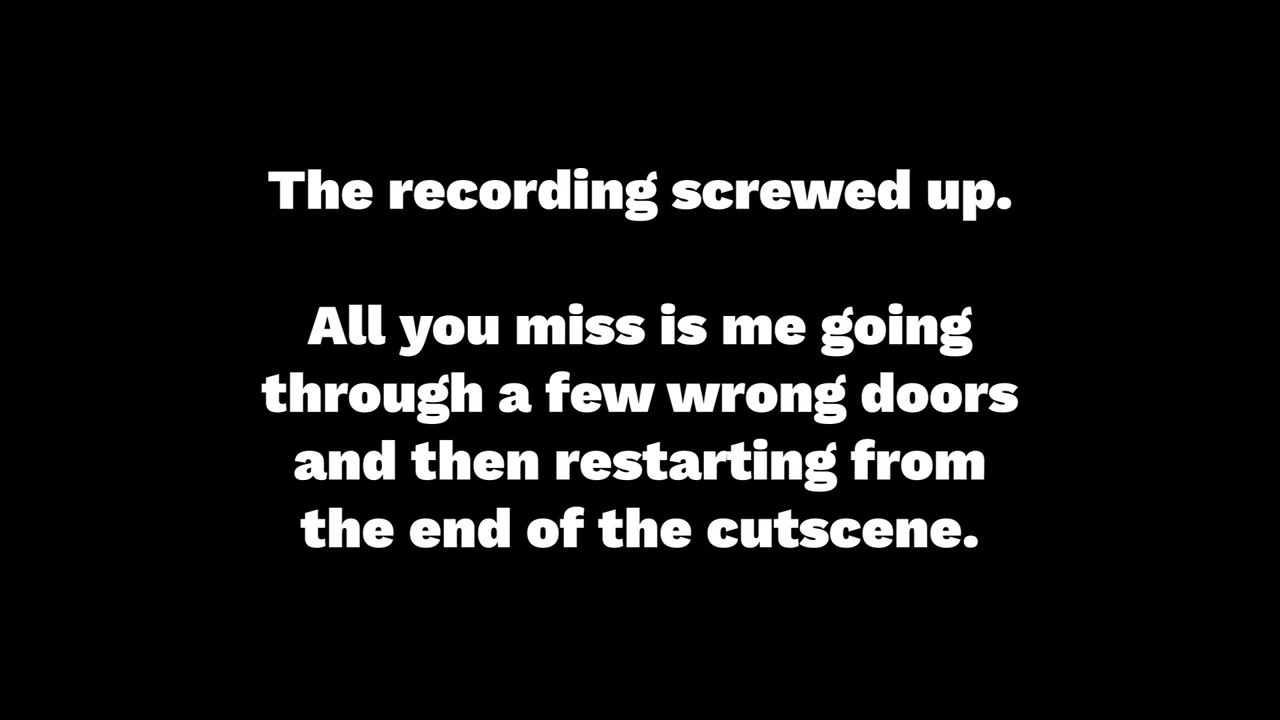 The recording screwed up.
All you miss is me going
through a few wrong doors
and then restarting from
the end of the cutscene.